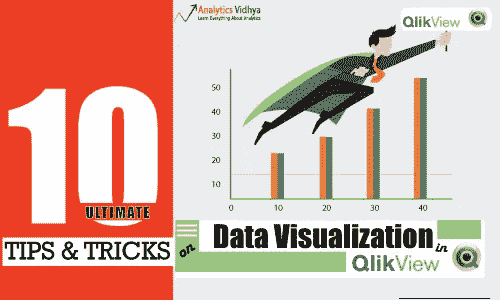 Analytics Vidhya
Learn Everything About Analytics
QlikView
10
ULTIMATE
TIPS & TRICKS
on
Data Visualization
in
QlikView
50
40
30
20
10
0
10
20
30
40